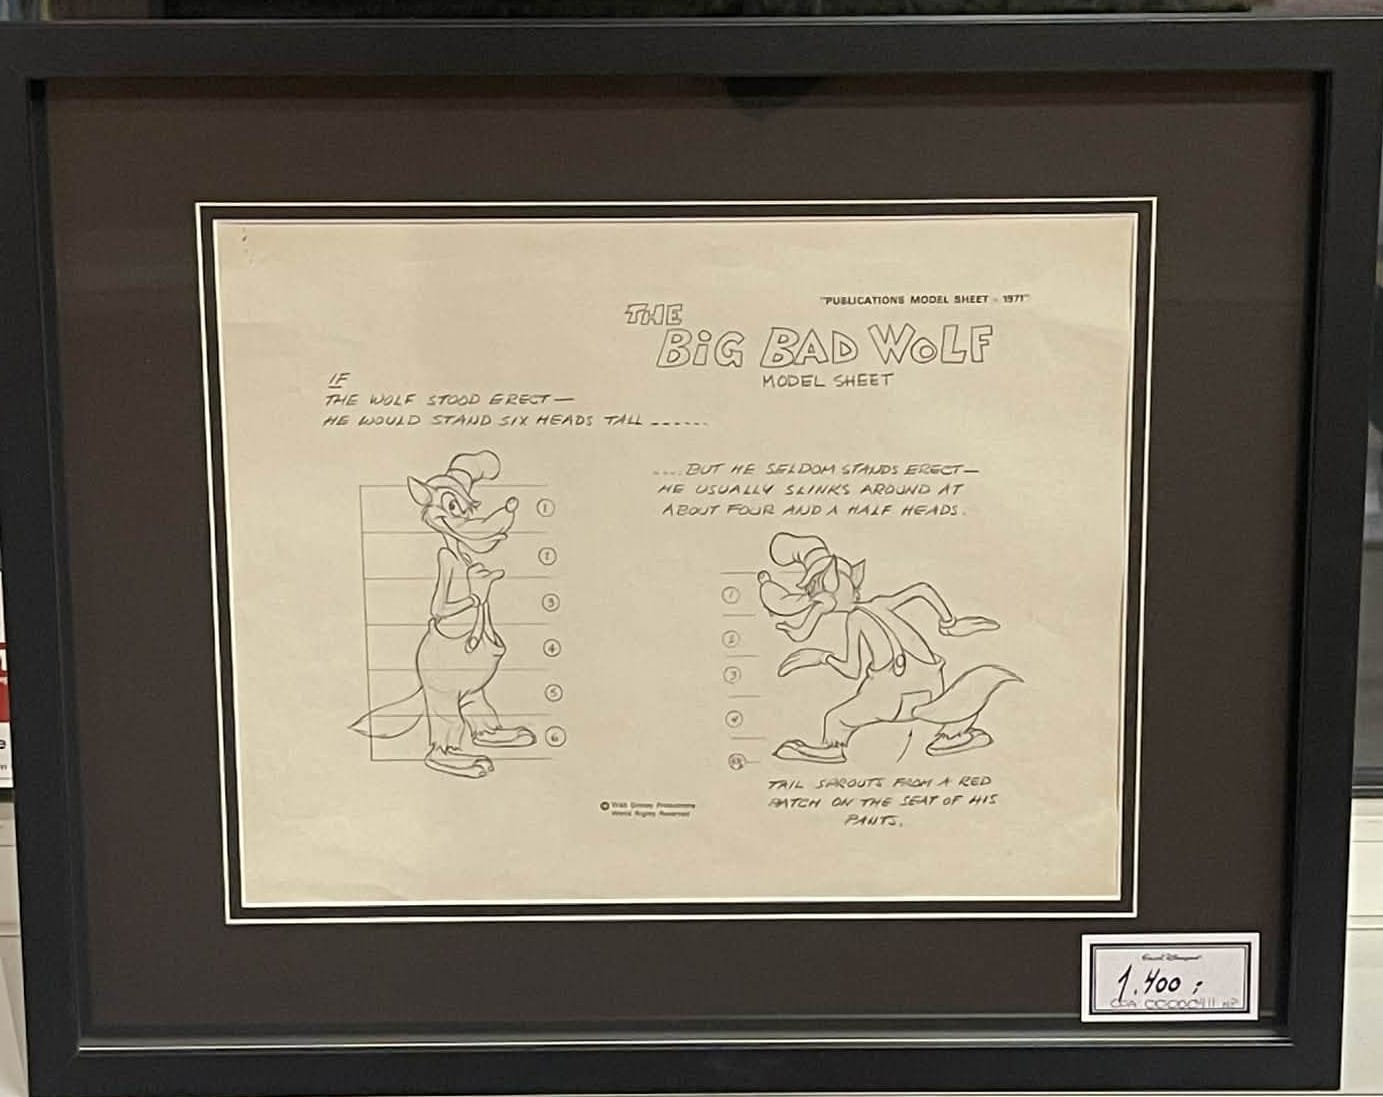 "PUBLICATIONS MODEL SHEET - 1971"
THE
BiG BAD WOLF
MODEL SHEET
IF
THE WOLF STOOD ERECT —
HE WOULD STAND SIX HEADS TALL ------
1
2
3
4
5
6
....BUT HE SELDOM STANDS ERECT —
HE USUALLY SLINKS AROUND AT
ABOUT FOUR AND A HALF HEADS.
1
2
3
4
TAIL SPROUTS FROM A RED
PATCH ON THE SEAT OF HIS
PANTS.
© Walt Disney Productions
World Rights Reserved
1.400 ;
COA